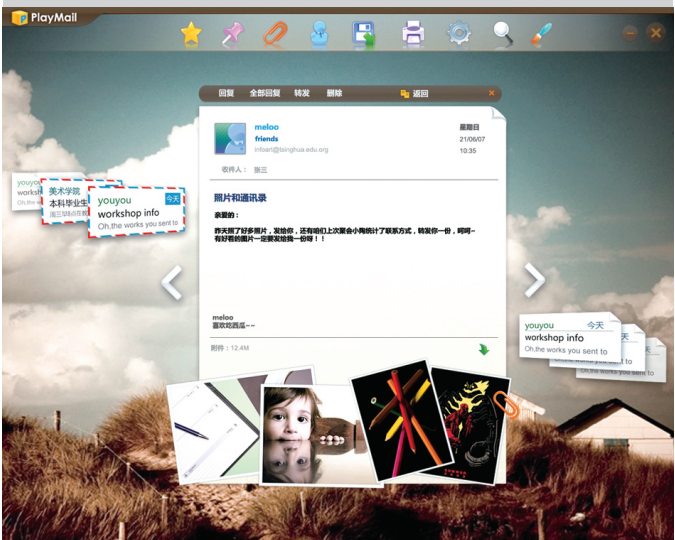 PlayMail
回复 全部回复 转发 删除 返回
meloo
friends
infoart@tsinghua.edu.org
星期日
21/06/07
10:35
收件人： 张三
照片和通讯录
亲爱的：
昨天照了好多照片，发给你，还有咱们上次聚会小陶统计了联系方式，转发你一份，呵呵~
有好看的图片一定要发给我一份呀！！
meloo
喜欢吃西瓜~~
附件：12.4M
youyou
美术学院
本科毕业生
youyou 今天
workshop info
Oh,the works you sent to
youyou 今天
workshop info
Oh,the works you sent to